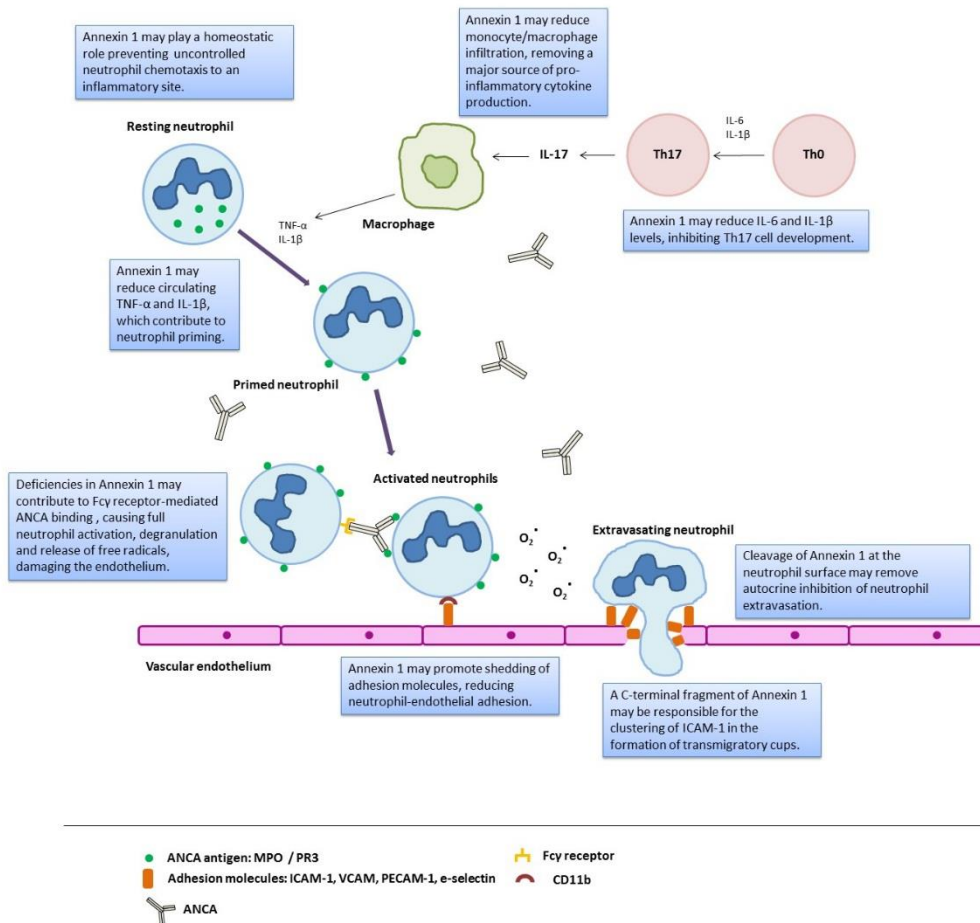 Annexin 1 may play a homeostatic
role preventing uncontrolled
neutrophil chemotaxis to an
inflammatory site.
Annexin 1 may reduce
monocyte/macrophage
infiltration, removing a
major source of pro-
inflammatory cytokine
production.
Resting neutrophil
IL-6
IL-1β
IL-17
Th17
Th0
Macrophage
TNF-α
IL-1β
Annexin 1 may reduce IL-6 and IL-1β
levels, inhibiting Th17 cell development.
Annexin 1 may
reduce circulating
TNF-α and IL-1β,
which contribute to
neutrophil priming.
Primed neutrophil
Activated neutrophils
Deficiencies in Annexin 1 may
contribute to Fcγ receptor-mediated
ANCA binding , causing full
neutrophil activation, degranulation
and release of free radicals,
damaging the endothelium.
O₂•
O₂•
O₂•
O₂•
Extravasating neutrophil
Cleavage of Annexin 1 at the
neutrophil surface may remove
autocrine inhibition of neutrophil
extravasation.
Vascular endothelium
Annexin 1 may promote shedding of
adhesion molecules, reducing
neutrophil-endothelial adhesion.
A C-terminal fragment of Annexin 1
may be responsible for the
clustering of ICAM-1 in the
formation of transmigratory cups.
ANCA antigen: MPO / PR3
Fcγ receptor
Adhesion molecules: ICAM-1, VCAM, PECAM-1, e-selectin
CD11b
ANCA